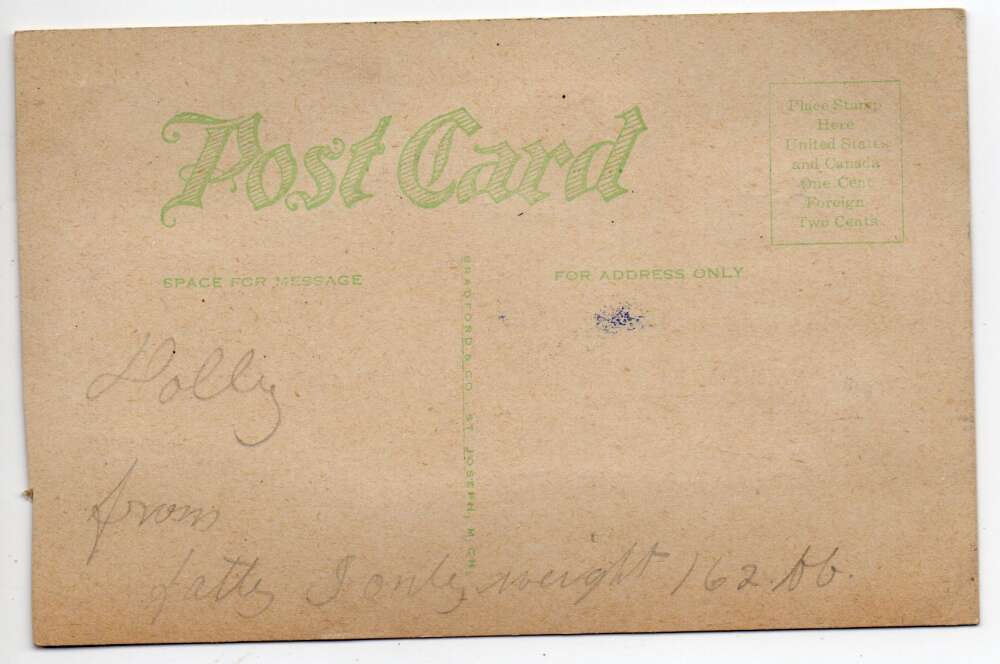 Post Card
Place Stamp
Here
United States
and Canada
One Cent
Foreign
Two Cents
SPACE FOR MESSAGE
FOR ADDRESS ONLY
BRADFORD & CO., ST. JOSEPH, MICH.
Dolly
from
fatty I only weight 162 lb.